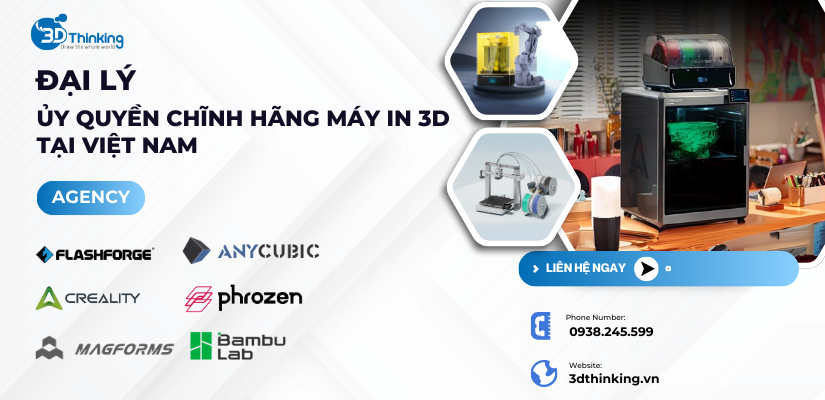 3D Thinking
Draw the whole world
ĐẠI LÝ
ỦY QUYỀN CHĨNH HÃNG MÁY IN 3D
TẠI VIỆT NAM
AGENCY
FLASHFORGE
ANYCUBIC
CREALITY
phrozen
MAGFORMS
Bambu
Lab
LIÊN HỆ NGAY
Phone Number:
0938.245.599
Website:
3dthinking.vn